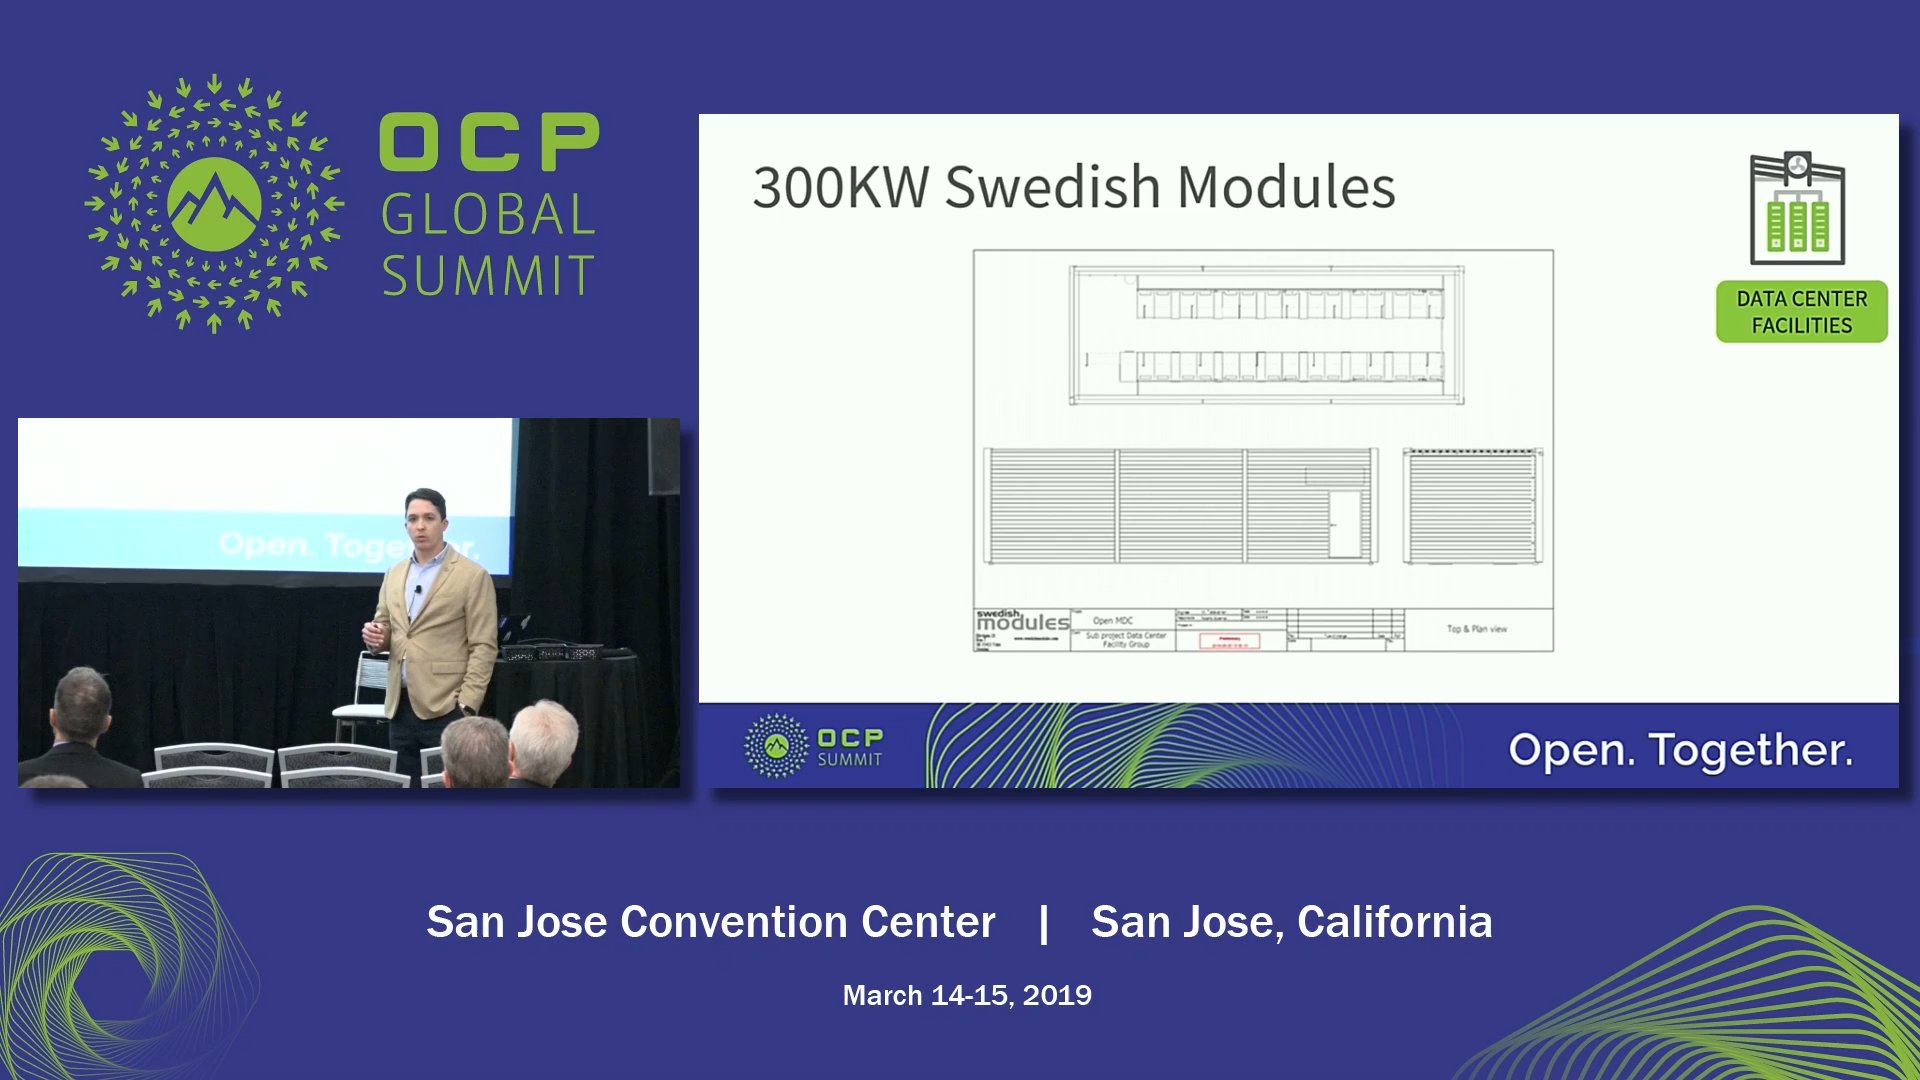 OCP
GLOBAL
SUMMIT
300KW Swedish Modules
DATA CENTER
FACILITIES
swedish
modules
Open MDC
Sub project Data Center
Facility Group
Top & Plan view
OCP
SUMMIT
Open. Together.
Open. Toge r.
San Jose Convention Center | San Jose, California
March 14-15, 2019